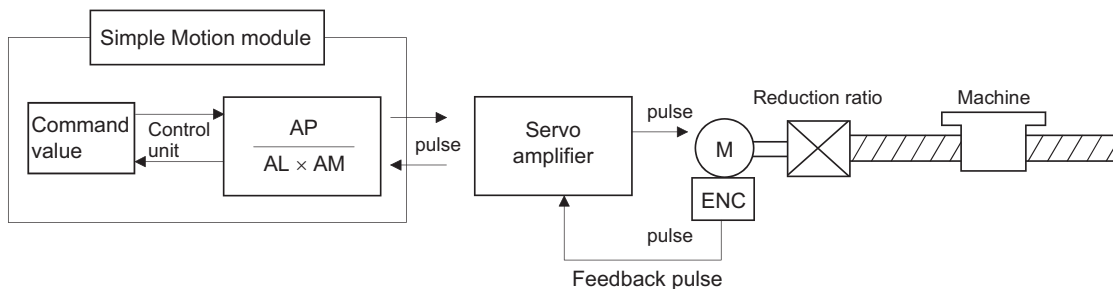 Simple Motion module
Command
value
Control
unit
AP
AL × AM
pulse
Servo
amplifier
pulse
M
ENC
Reduction ratio
Machine
pulse
Feedback pulse